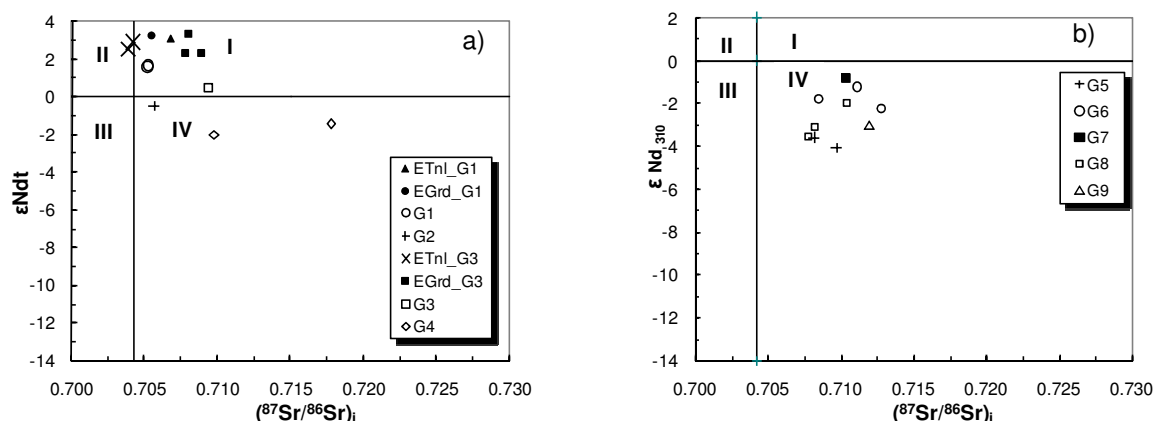 a)
II
I
III
IV
4
2
0
-2
-4
-6
-8
-10
-12
-14
εNdt
0.700 0.705 0.710 0.715 0.720 0.725 0.730
(⁸⁷Sr/⁸⁶Sr)ᵢ
ETnl_G1
EGrd_G1
G1
G2
ETnl_G3
EGrd_G3
G3
G4
b)
II
I
III
IV
2
0
-2
-4
-6
-8
-10
-12
-14
ε Nd₃₁₀
0.700 0.705 0.710 0.715 0.720 0.725 0.730
(⁸⁷Sr/⁸⁶Sr)ᵢ
G5
G6
G7
G8
G9